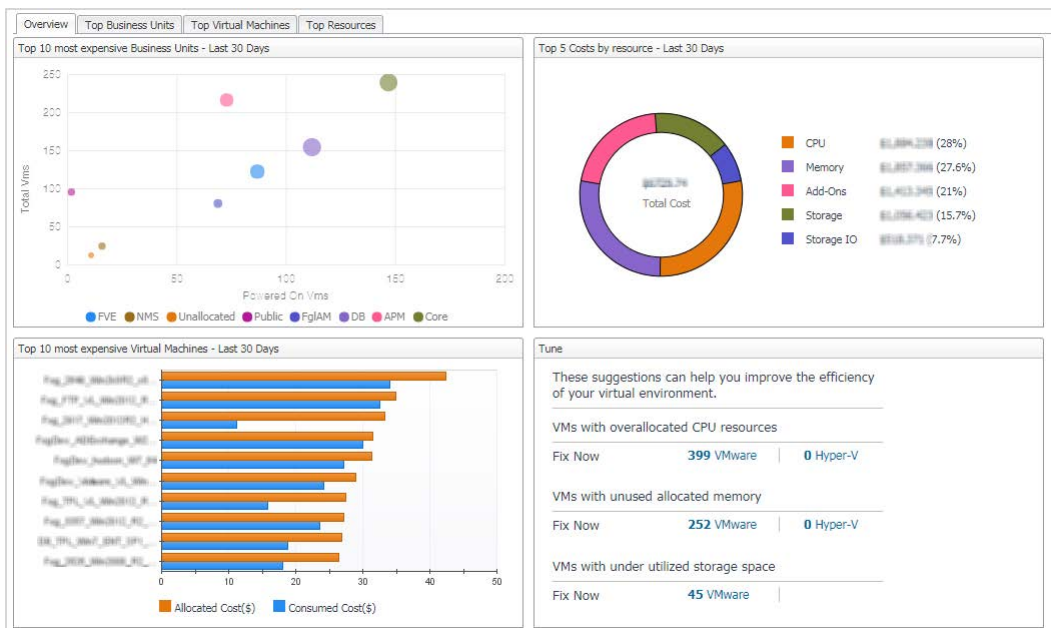 Overview
Top Business Units
Top Virtual Machines
Top Resources
Top 10 most expensive Business Units - Last 30 Days
250
200
150
100
50
0
Total Vms
0 50 100 150 200
Powered On Vms
FVE NMS Unallocated Public FglAM DB APM Core
Top 5 Costs by resource - Last 30 Days
Total Cost
CPU (28%)
Memory (27.6%)
Add-Ons (21%)
Storage (15.7%)
Storage IO (7.7%)
Top 10 most expensive Virtual Machines - Last 30 Days
0 10 20 30 40 50
Allocated Cost($) Consumed Cost($)
Tune
These suggestions can help you improve the efficiency
of your virtual environment.
VMs with overallocated CPU resources
Fix Now 399 VMware 0 Hyper-V
VMs with unused allocated memory
Fix Now 252 VMware 0 Hyper-V
VMs with under utilized storage space
Fix Now 45 VMware